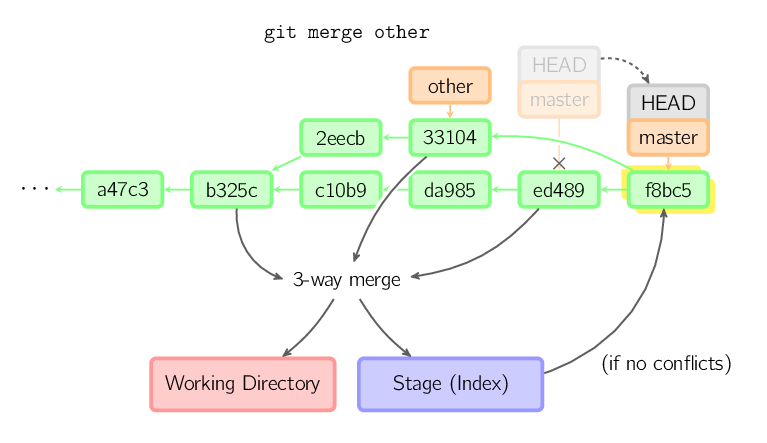 git merge other
HEAD
master
other
HEAD
master
2eecb
33104
...
a47c3
b325c
c10b9
da985
ed489
f8bc5
3-way merge
(if no conflicts)
Working Directory
Stage (Index)